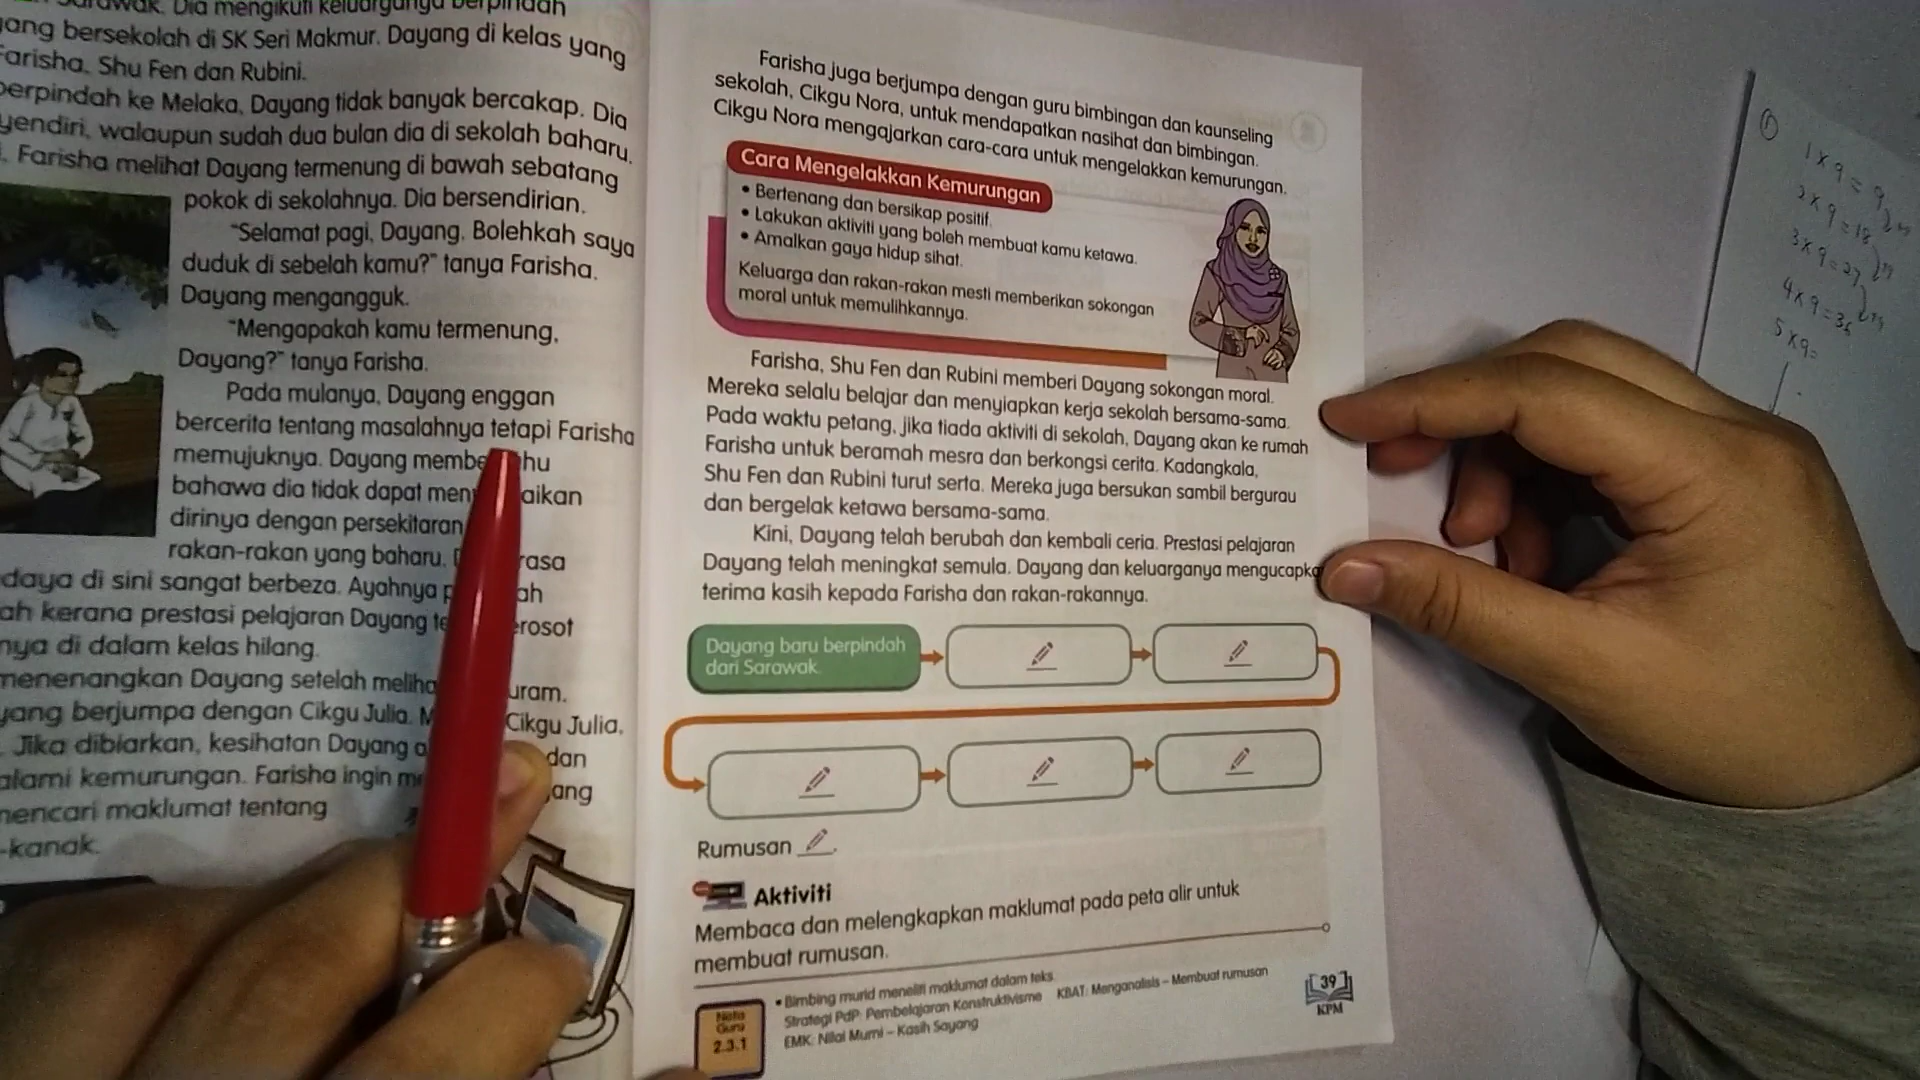 Sarawak. Dia mengikuti keluarganya berpindah
yang bersekolah di SK Seri Makmur. Dayang di kelas yang
Farisha, Shu Fen dan Rubini.
berpindah ke Melaka, Dayang tidak banyak bercakap. Dia
walaupun sudah dua bulan dia di sekolah baharu.
Farisha melihat Dayang termenung di bawah sebatang
pokok di sekolahnya. Dia bersendirian.
"Selamat pagi, Dayang. Bolehkah saya
duduk di sebelah kamu?" tanya Farisha.
Dayang mengangguk.
"Mengapakah kamu termenung,
Dayang?" tanya Farisha.
Pada mulanya, Dayang enggan
bercerita tentang masalahnya tetapi Farisha
memujuknya. Dayang membe hu
bahawa dia tidak dapat men aikan
dirinya dengan persekitaran
rakan-rakan yang baharu. rasa
daya di sini sangat berbeza. Ayahnya p ah
ah kerana prestasi pelajaran Dayang te erosot
nya di dalam kelas hilang.
menenangkan Dayang setelah meliha uram.
yang berjumpa dengan Cikgu Julia. M Cikgu Julia,
Jika dibiarkan, kesihatan Dayang a dan
alami kemurungan. Farisha ingin me ang
mencari maklumat tentang
-kanak.
Farisha juga berjumpa dengan guru bimbingan dan kaunseling
sekolah, Cikgu Nora, untuk mendapatkan nasihat dan bimbingan.
Cikgu Nora mengajarkan cara-cara untuk mengelakkan kemurungan.
Cara Mengelakkan Kemurungan
• Bertenang dan bersikap positif.
• Lakukan aktiviti yang boleh membuat kamu ketawa.
• Amalkan gaya hidup sihat.
Keluarga dan rakan-rakan mesti memberikan sokongan
moral untuk memulihkannya.
Farisha, Shu Fen dan Rubini memberi Dayang sokongan moral.
Mereka selalu belajar dan menyiapkan kerja sekolah bersama-sama.
Pada waktu petang, jika tiada aktiviti di sekolah, Dayang akan ke rumah
Farisha untuk beramah mesra dan berkongsi cerita. Kadangkala,
Shu Fen dan Rubini turut serta. Mereka juga bersukan sambil bergurau
dan bergelak ketawa bersama-sama.
Kini, Dayang telah berubah dan kembali ceria. Prestasi pelajaran
Dayang telah meningkat semula. Dayang dan keluarganya mengucapka
terima kasih kepada Farisha dan rakan-rakannya.
Dayang baru berpindah
dari Sarawak.
Rumusan
Aktiviti
Membaca dan melengkapkan maklumat pada peta alir untuk
membuat rumusan.
Nota
Guru
2.3.1
• Bimbing murid meneliti maklumat dalam teks.
Strategi PdP: Pembelajaran Konstruktivisme KBAT: Menganalisis – Membuat rumusan
EMK: Nilai Murni – Kasih Sayang
39
KPM
1
1 x 9 = 9
2 x 9 = 18
3 x 9 = 27
4 x 9 = 36
5 x 9 =